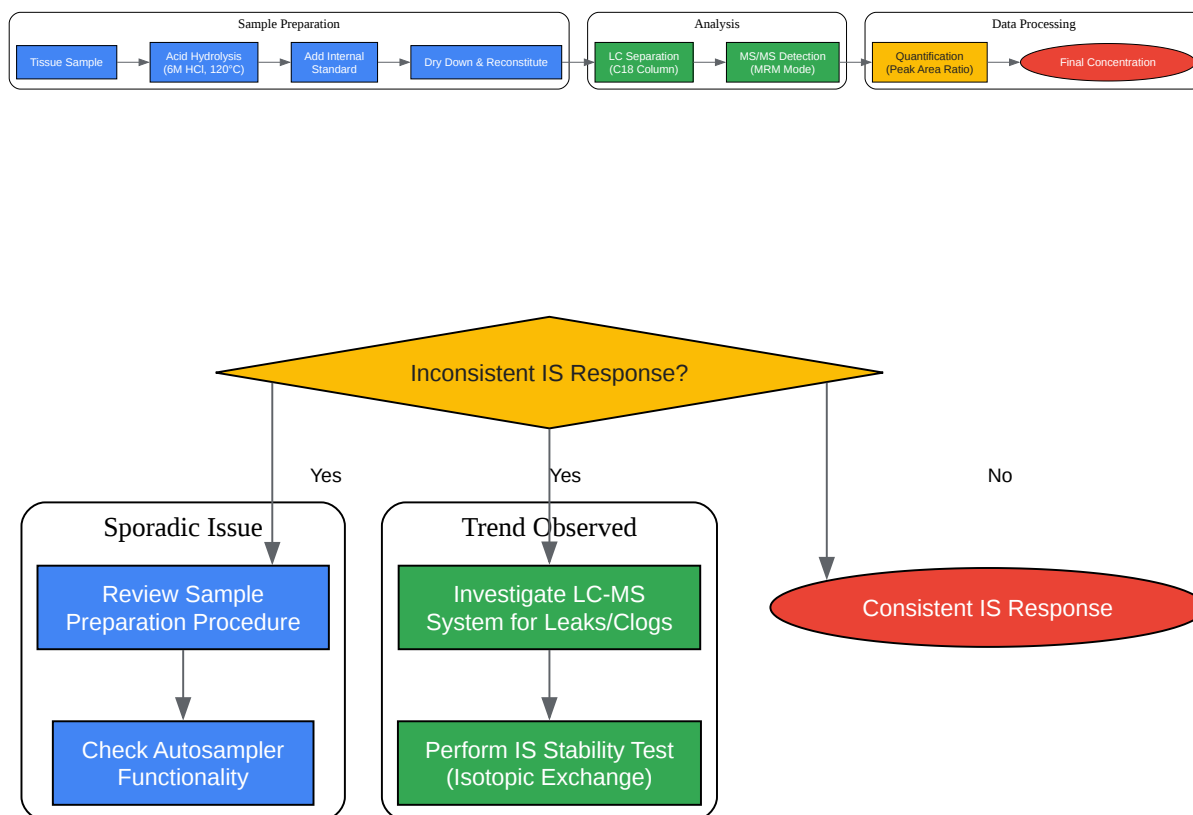 Sample Preparation
Tissue Sample
Acid Hydrolysis
(6M HCl, 120°C)
Add Internal
Standard
Dry Down & Reconstitute
Analysis
LC Separation
(C18 Column)
MS/MS Detection
(MRM Mode)
Data Processing
Quantification
(Peak Area Ratio)
Final Concentration
Inconsistent IS Response?
Yes
Yes
No
Sporadic Issue
Review Sample
Preparation Procedure
Check Autosampler
Functionality
Trend Observed
Investigate LC-MS
System for Leaks/Clogs
Perform IS Stability Test
(Isotopic Exchange)
Consistent IS Response